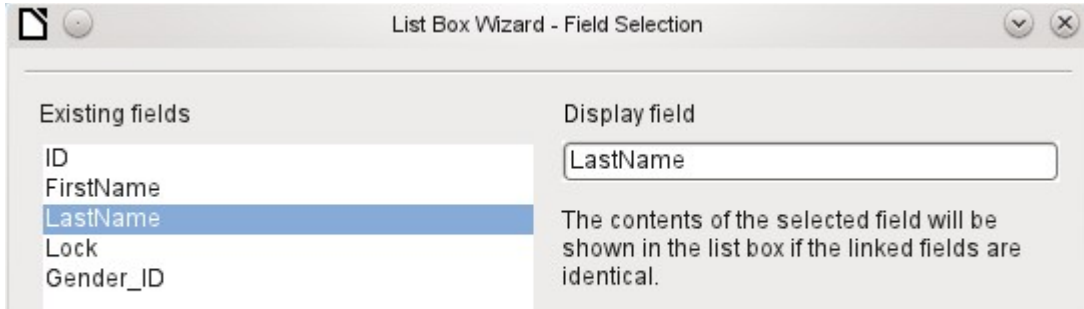 List Box Wizard - Field Selection
Existing fields
ID
FirstName
LastName
Lock
Gender_ID
Display field
LastName
The contents of the selected field will be
shown in the list box if the linked fields are
identical.